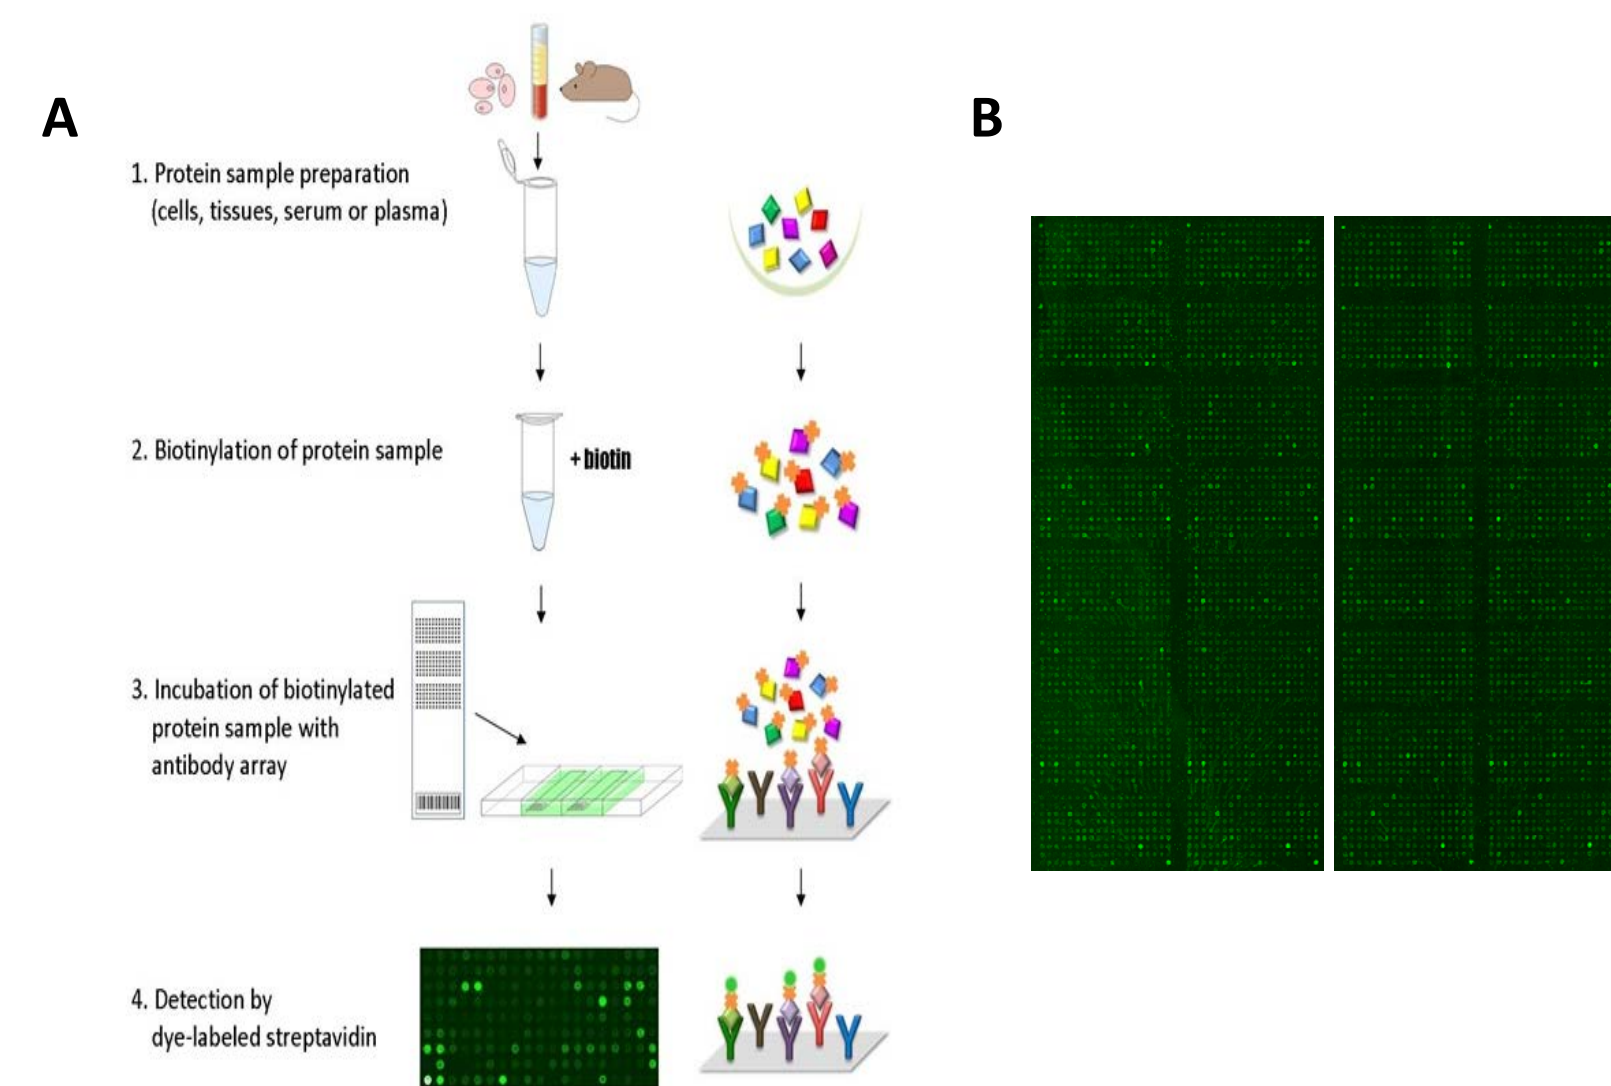 A
B
1. Protein sample preparation
(cells, tissues, serum or plasma)
2. Biotinylation of protein sample
+ biotin
3. Incubation of biotinylated
protein sample with
antibody array
4. Detection by
dye-labeled streptavidin